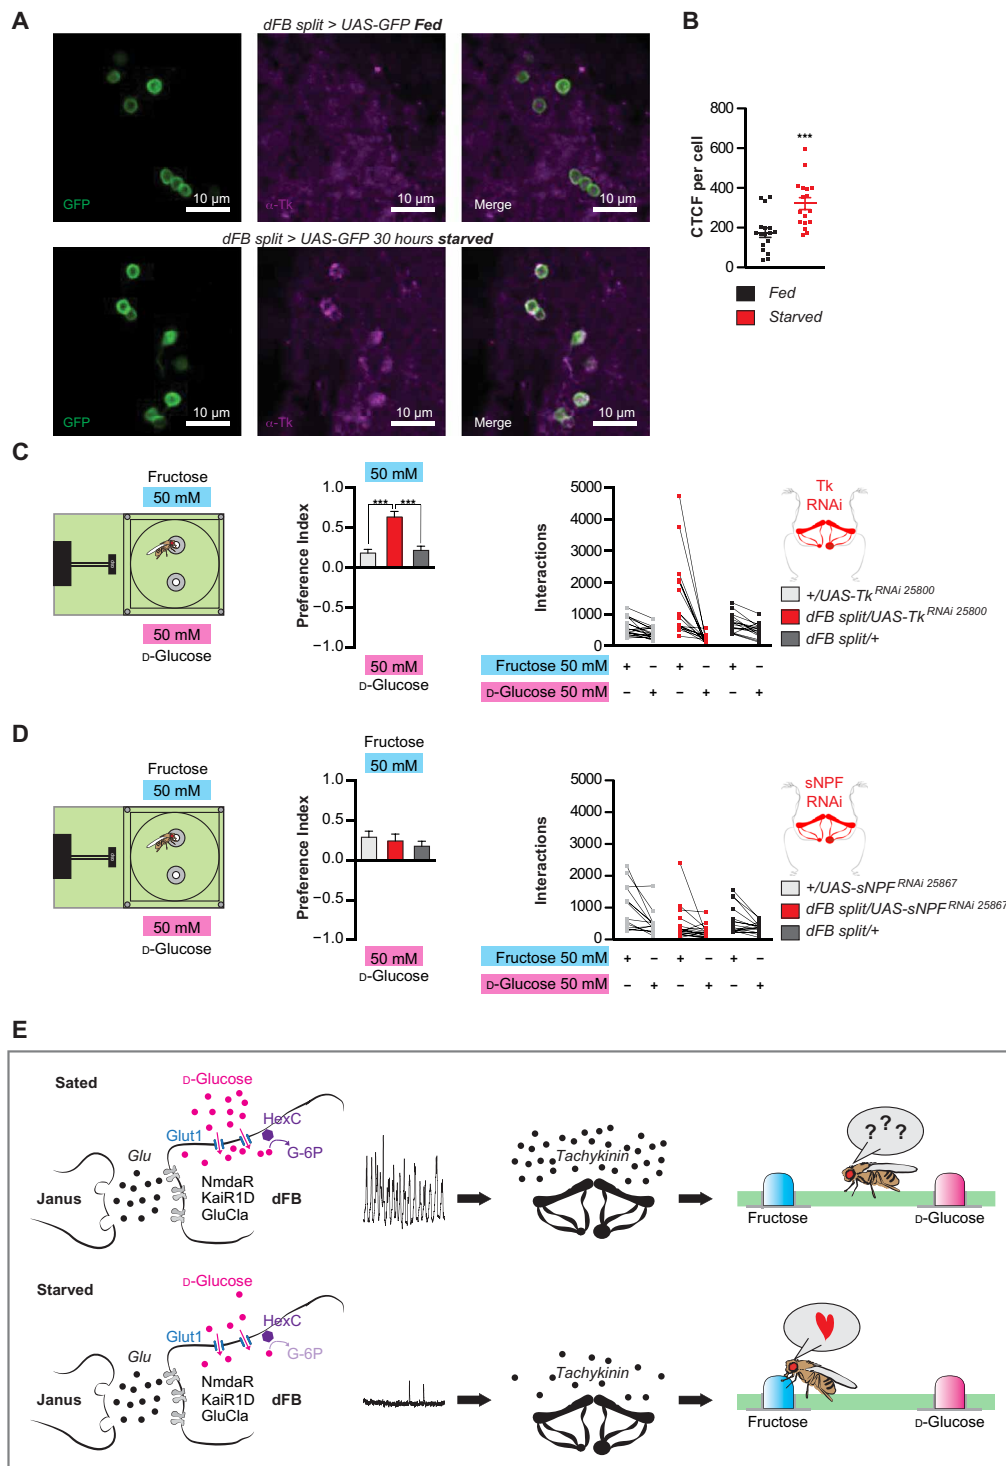 A
dFB split > UAS-GFP Fed
GFP
10 μm
α-Tk
10 μm
Merge
10 μm
dFB split > UAS-GFP 30 hours starved
GFP
10 μm
α-Tk
10 μm
Merge
10 μm
B
CTCF per cell
800
600
400
200
0
***
Fed
Starved
C
Fructose
50 mM
50 mM
D-Glucose
50 mM
Preference Index
1.0
0.5
0.0
−0.5
−1.0
*** ***
50 mM
D-Glucose
Interactions
5000
4000
3000
2000
1000
0
Fructose 50 mM + − + − + −
D-Glucose 50 mM − + − + − +
Tk
RNAi
+/UAS-Tk RNAi 25800
dFB split/UAS-Tk RNAi 25800
dFB split/+
D
Fructose
50 mM
50 mM
D-Glucose
Fructose
50 mM
Preference Index
1.0
0.5
0.0
−0.5
−1.0
50 mM
D-Glucose
Interactions
5000
4000
3000
2000
1000
0
Fructose 50 mM + − + − + −
D-Glucose 50 mM − + − + − +
sNPF
RNAi
+/UAS-sNPF RNAi 25867
dFB split/UAS-sNPF RNAi 25867
dFB split/+
E
Sated
D-Glucose
Glut1
HexC
G-6P
Glu
Janus
NmdaR
KaiR1D
GluCla
dFB
Tachykinin
? ? ?
Fructose
D-Glucose
Starved
D-Glucose
Glut1
HexC
G-6P
Glu
Janus
NmdaR
KaiR1D
GluCla
dFB
Tachykinin
Fructose
D-Glucose